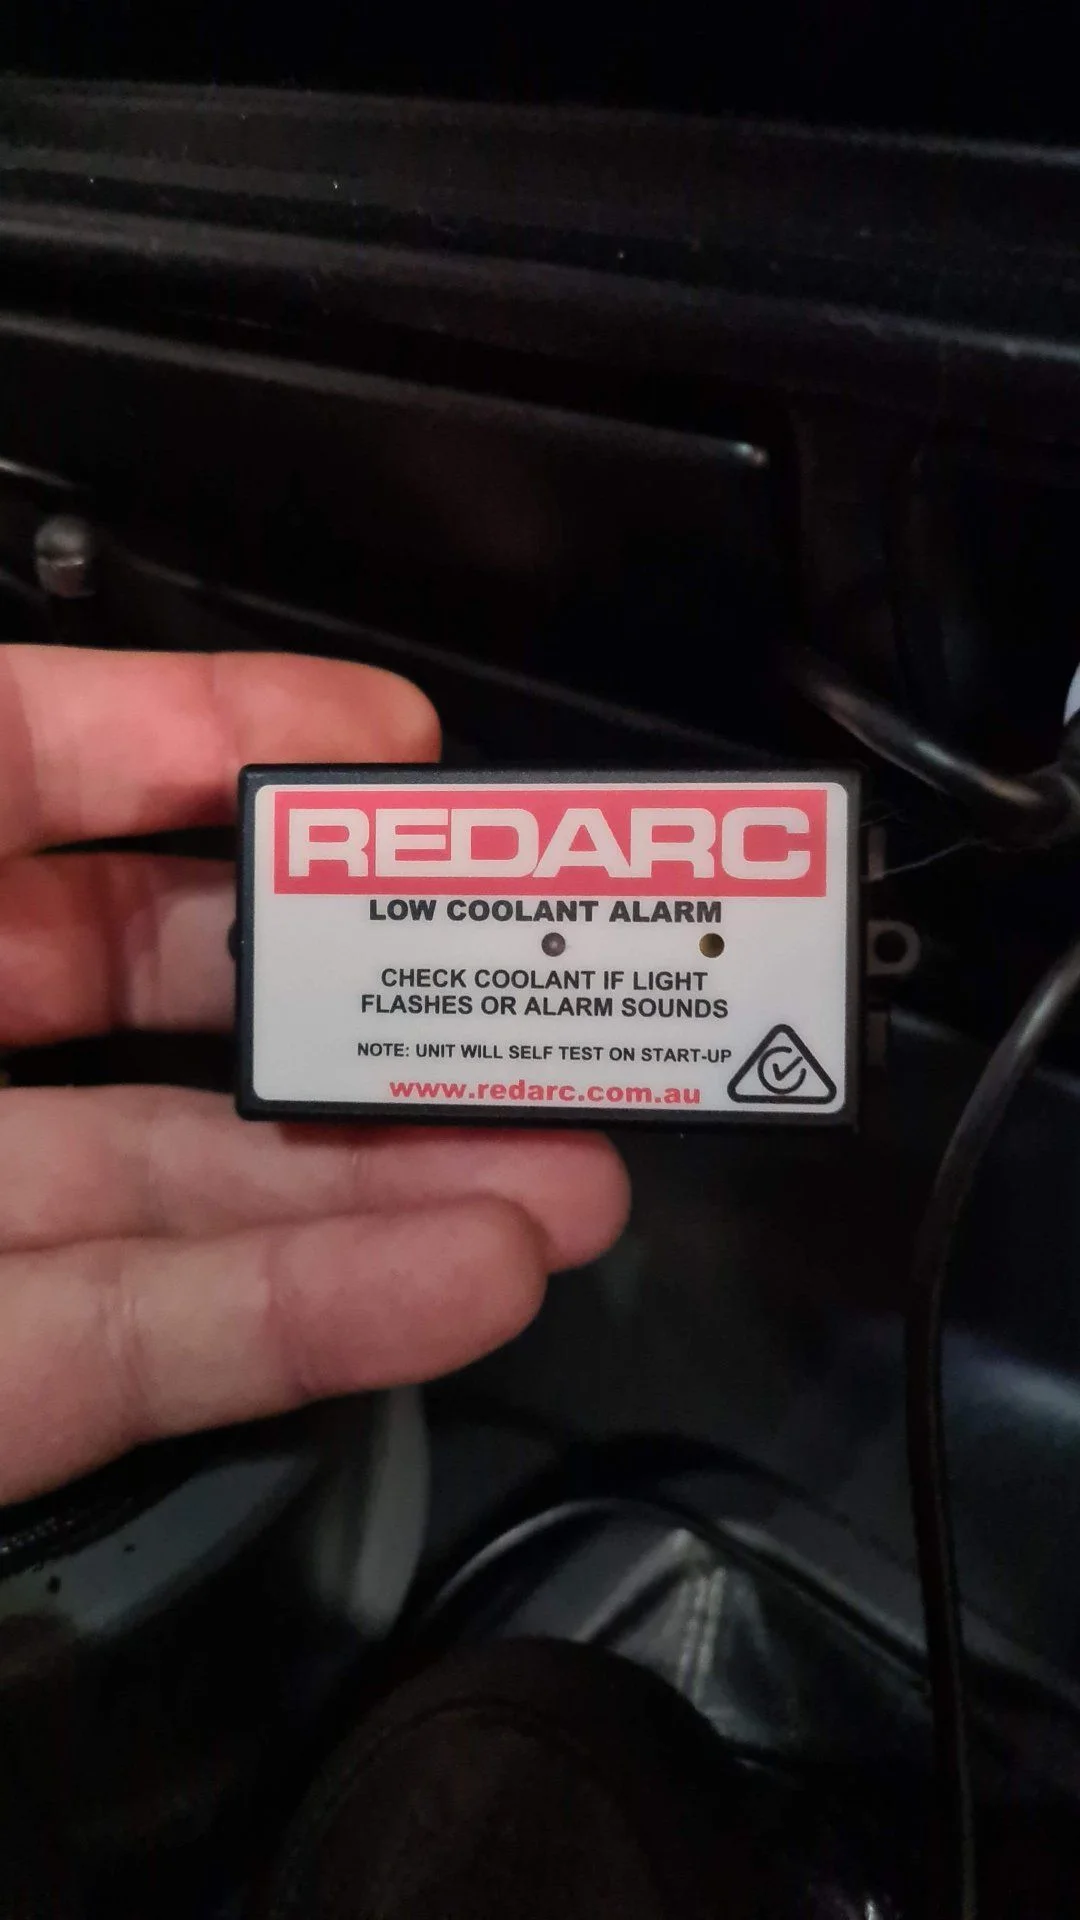 REDARC
LOW COOLANT ALARM
CHECK COOLANT IF LIGHT
FLASHES OR ALARM SOUNDS
NOTE: UNIT WILL SELF TEST ON START-UP
www.redarc.com.au